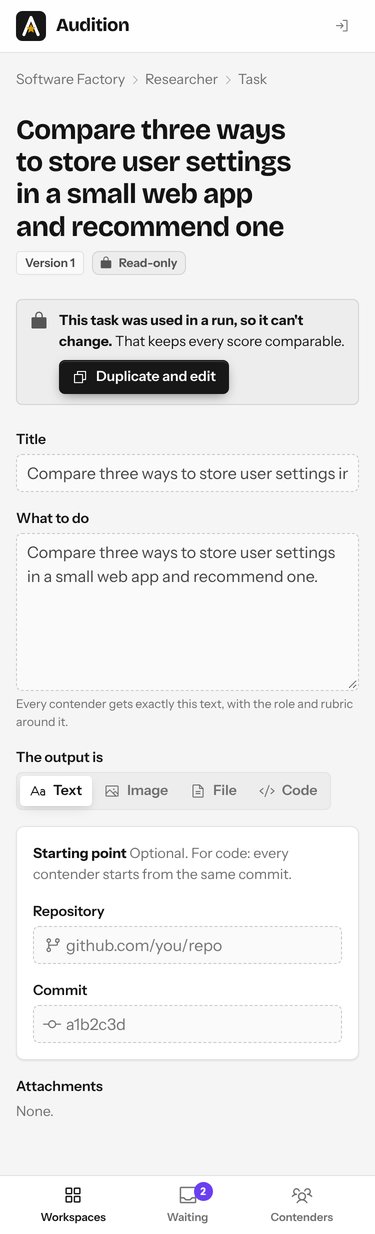 Audition
Software Factory > Researcher > Task
Compare three ways
to store user settings
in a small web app
and recommend one
Version 1
Read-only
This task was used in a run, so it can't
change. That keeps every score comparable.
Duplicate and edit
Title
Compare three ways to store user settings ir
What to do
Compare three ways to store user settings
in a small web app and recommend one.
Every contender gets exactly this text, with the role and rubric
around it.
The output is
Aa Text
Image
File
</> Code
Starting point Optional. For code: every
contender starts from the same commit.
Repository
github.com/you/repo
Commit
a1b2c3d
Attachments
None.
2
Workspaces
Waiting
Contenders